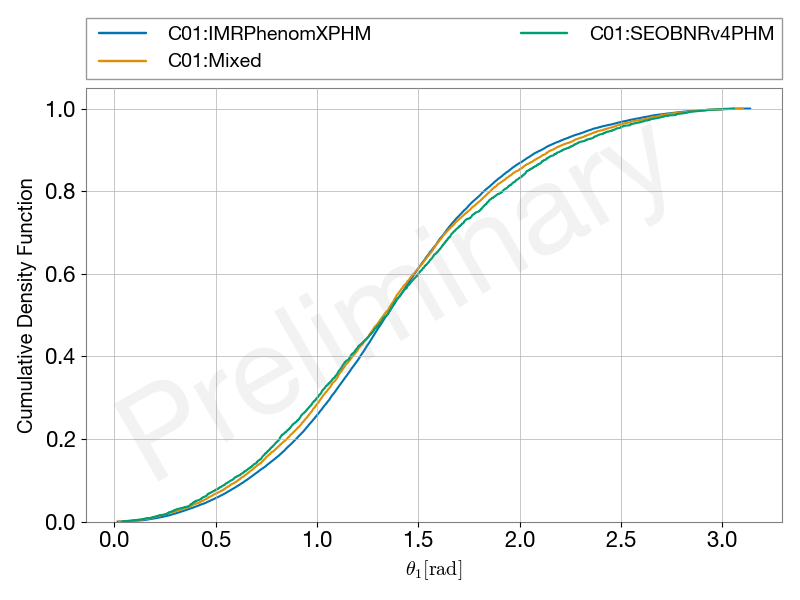 C01:IMRPhenomXPHM
C01:Mixed
C01:SEOBNRv4PHM
Cumulative Density Function
1.0
0.8
0.6
0.4
0.2
0.0
0.0 0.5 1.0 1.5 2.0 2.5 3.0
θ₁[rad]
Preliminary